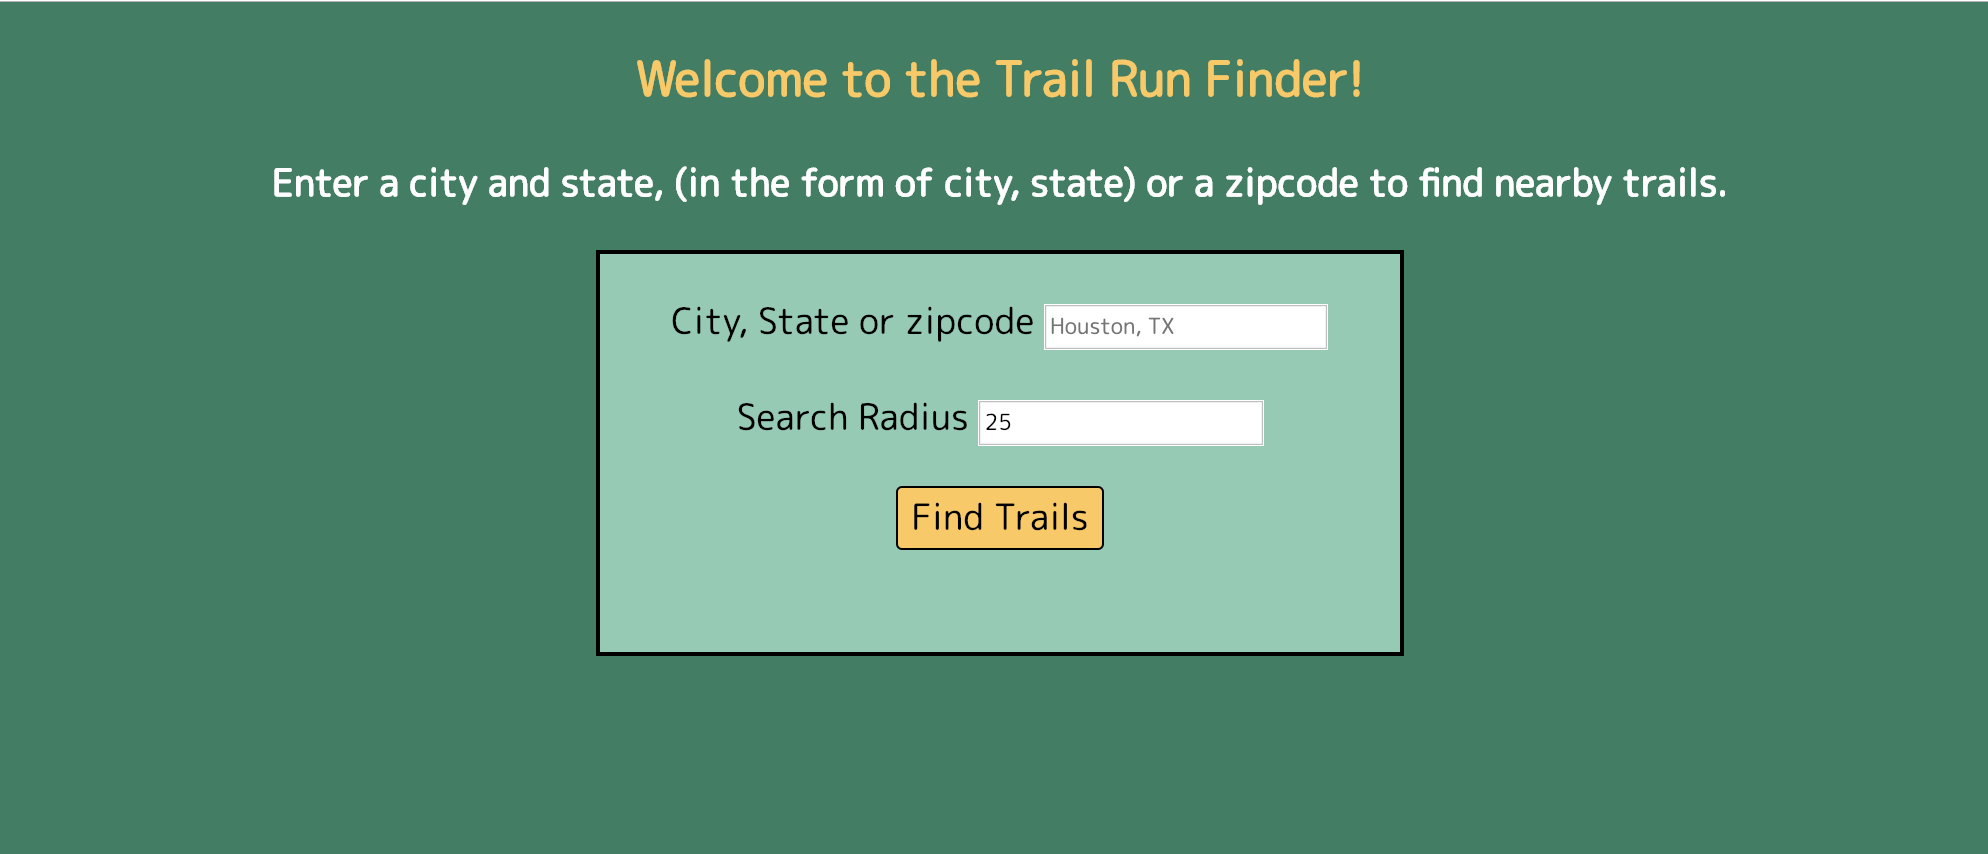 Welcome to the Trail Run Finder!
Enter a city and state, (in the form of city, state) or a zipcode to find nearby trails.
City, State or zipcode Houston, TX
Search Radius 25
Find Trails